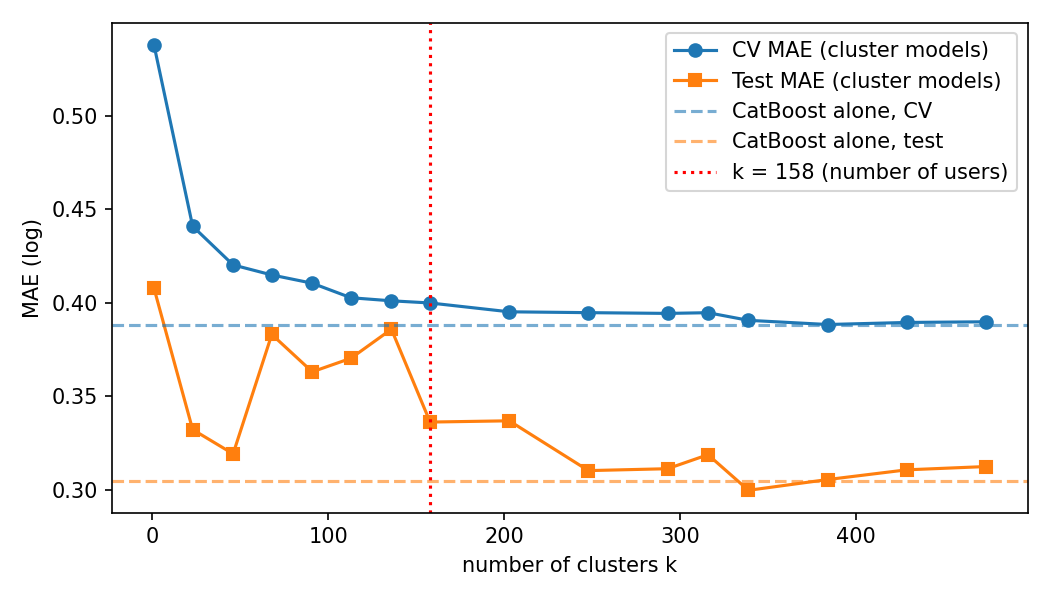 CV MAE (cluster models)
Test MAE (cluster models)
CatBoost alone, CV
CatBoost alone, test
k = 158 (number of users)
MAE (log)
0.50
0.45
0.40
0.35
0.30
0 100 200 300 400
number of clusters k